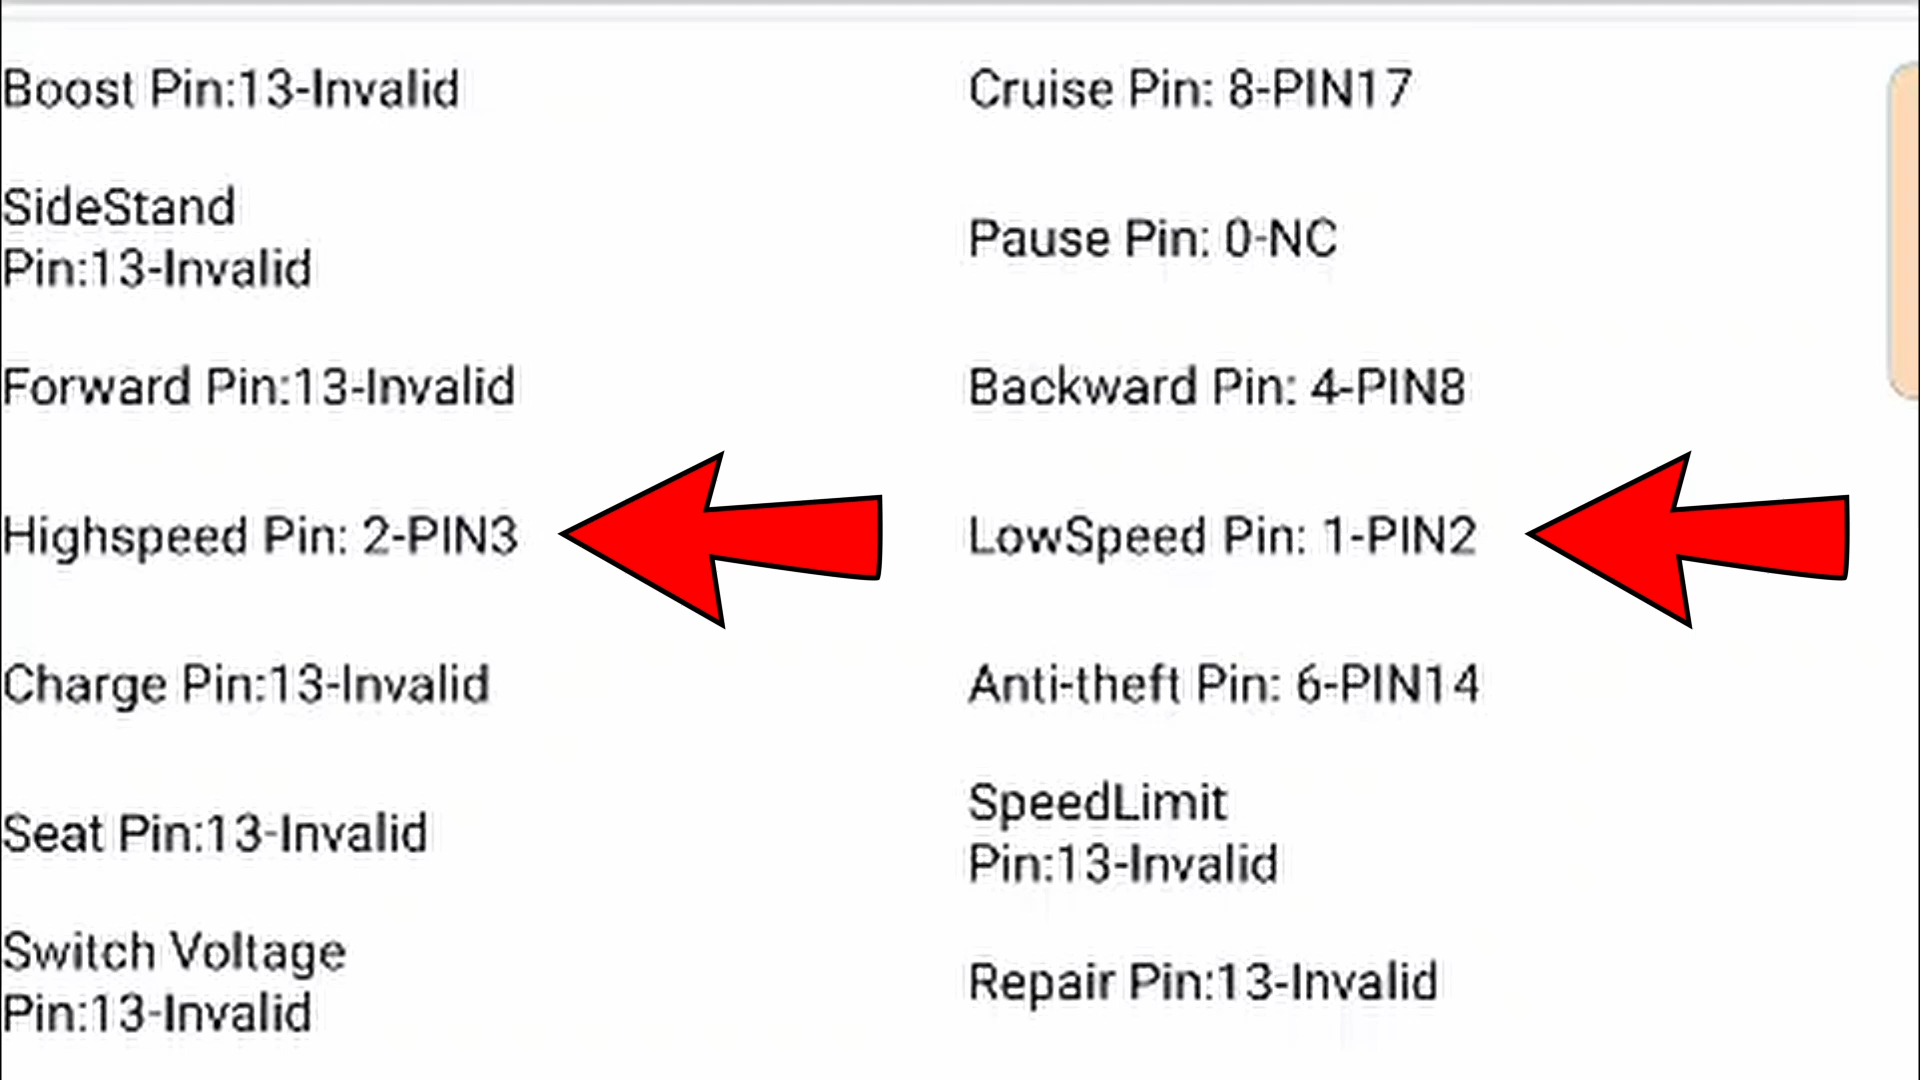 Boost Pin:13-Invalid
Cruise Pin: 8-PIN17
SideStand
Pin:13-Invalid
Pause Pin: 0-NC
Forward Pin:13-Invalid
Backward Pin: 4-PIN8
Highspeed Pin: 2-PIN3
LowSpeed Pin: 1-PIN2
Charge Pin:13-Invalid
Anti-theft Pin: 6-PIN14
Seat Pin:13-Invalid
SpeedLimit
Pin:13-Invalid
Switch Voltage
Pin:13-Invalid
Repair Pin:13-Invalid